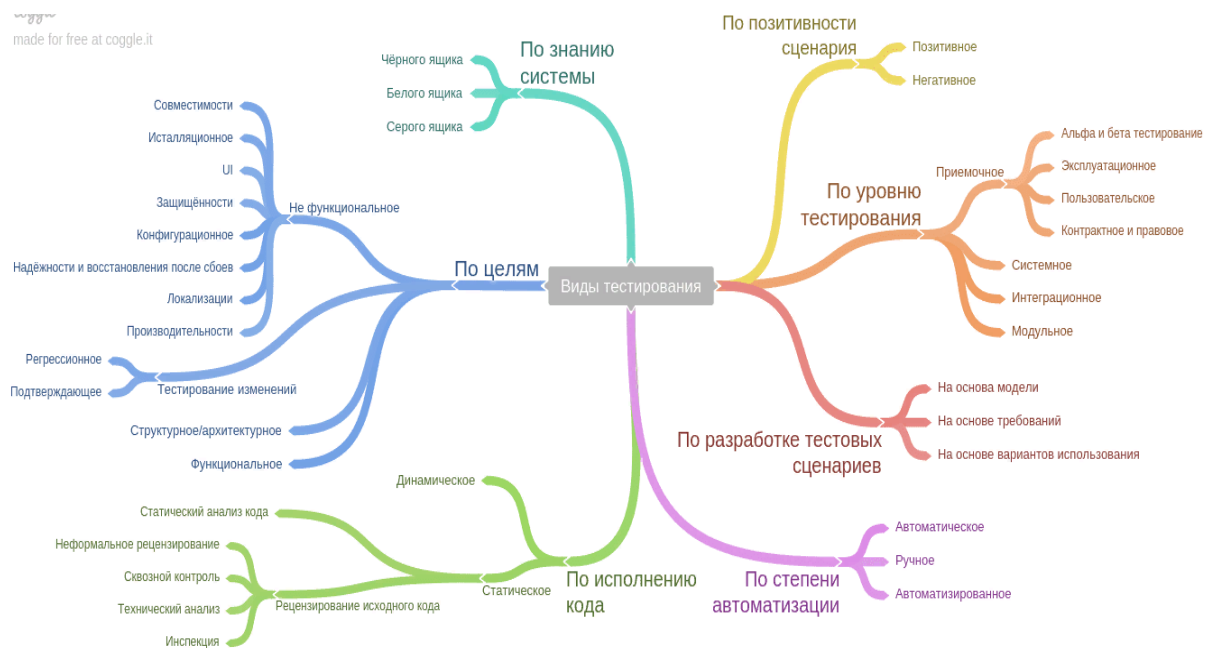 made for free at coggle.it
По знанию
системы
Чёрного ящика
Белого ящика
Серого ящика
По позитивности
сценария
Позитивное
Негативное
По уровню
тестирования
Приемочное
Альфа и бета тестирование
Эксплуатационное
Пользовательское
Контрактное и правовое
Системное
Интеграционное
Модульное
Виды тестирования
По целям
Не функциональное
Совместимости
Исталляционное
UI
Защищённости
Конфигурационное
Надёжности и восстановления после сбоев
Локализации
Производительности
Тестирование изменений
Регрессионное
Подтверждающее
Структурное/архитектурное
Функциональное
По разработке тестовых
сценариев
На основа модели
На основе требований
На основе вариантов использования
По исполнению
кода
Динамическое
Статическое
Статический анализ кода
Рецензирование исходного кода
Неформальное рецензирование
Сквозной контроль
Технический анализ
Инспекция
По степени
автоматизации
Автоматическое
Ручное
Автоматизированное